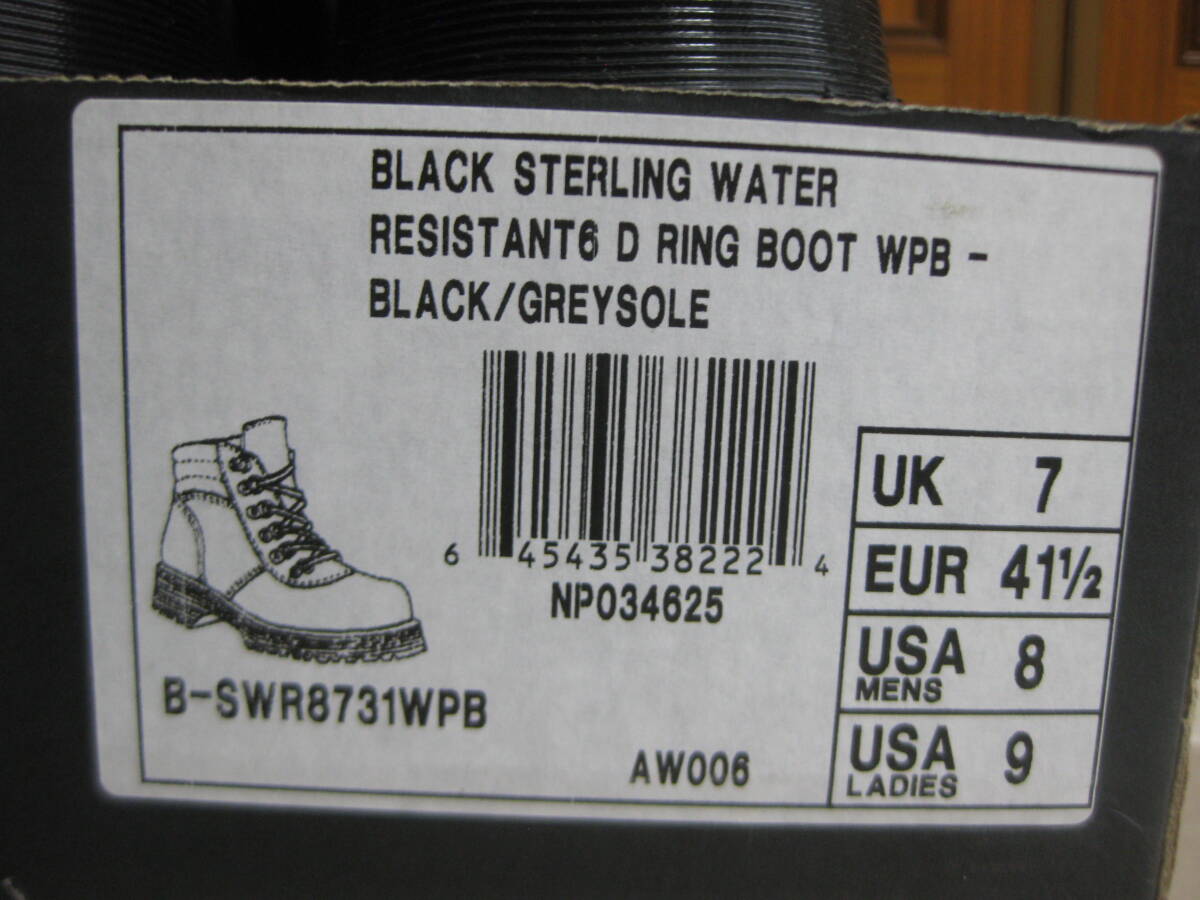 BLACK STERLING WATER
RESISTANT6 D RING BOOT WPB -
BLACK/GREYSOLE
6 45435 38222 4
NP034625
B-SWR8731WPB
AW006
UK 7
EUR 41½
USA MENS 8
USA LADIES 9